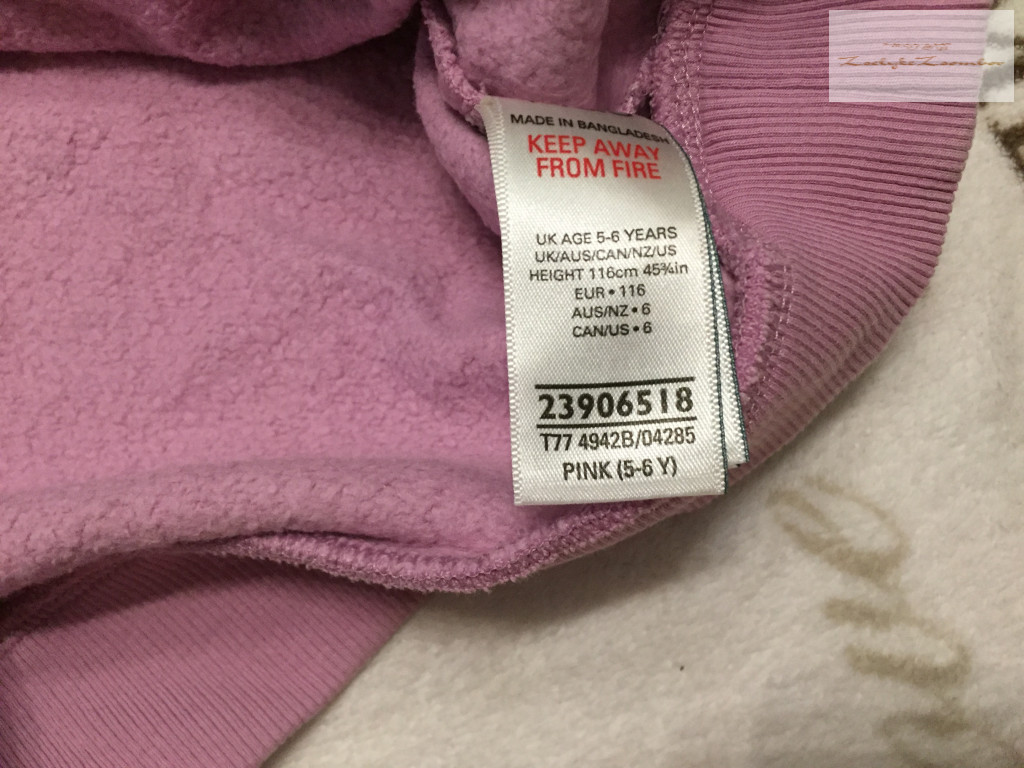 MADE IN BANGLADESH
KEEP AWAY
FROM FIRE
UK AGE 5-6 YEARS
UK/AUS/CAN/NZ/US
HEIGHT 116cm 45¾in
EUR • 116
AUS/NZ • 6
CAN/US • 6
23906518
T77 4942B/04285
PINK (5-6 Y)